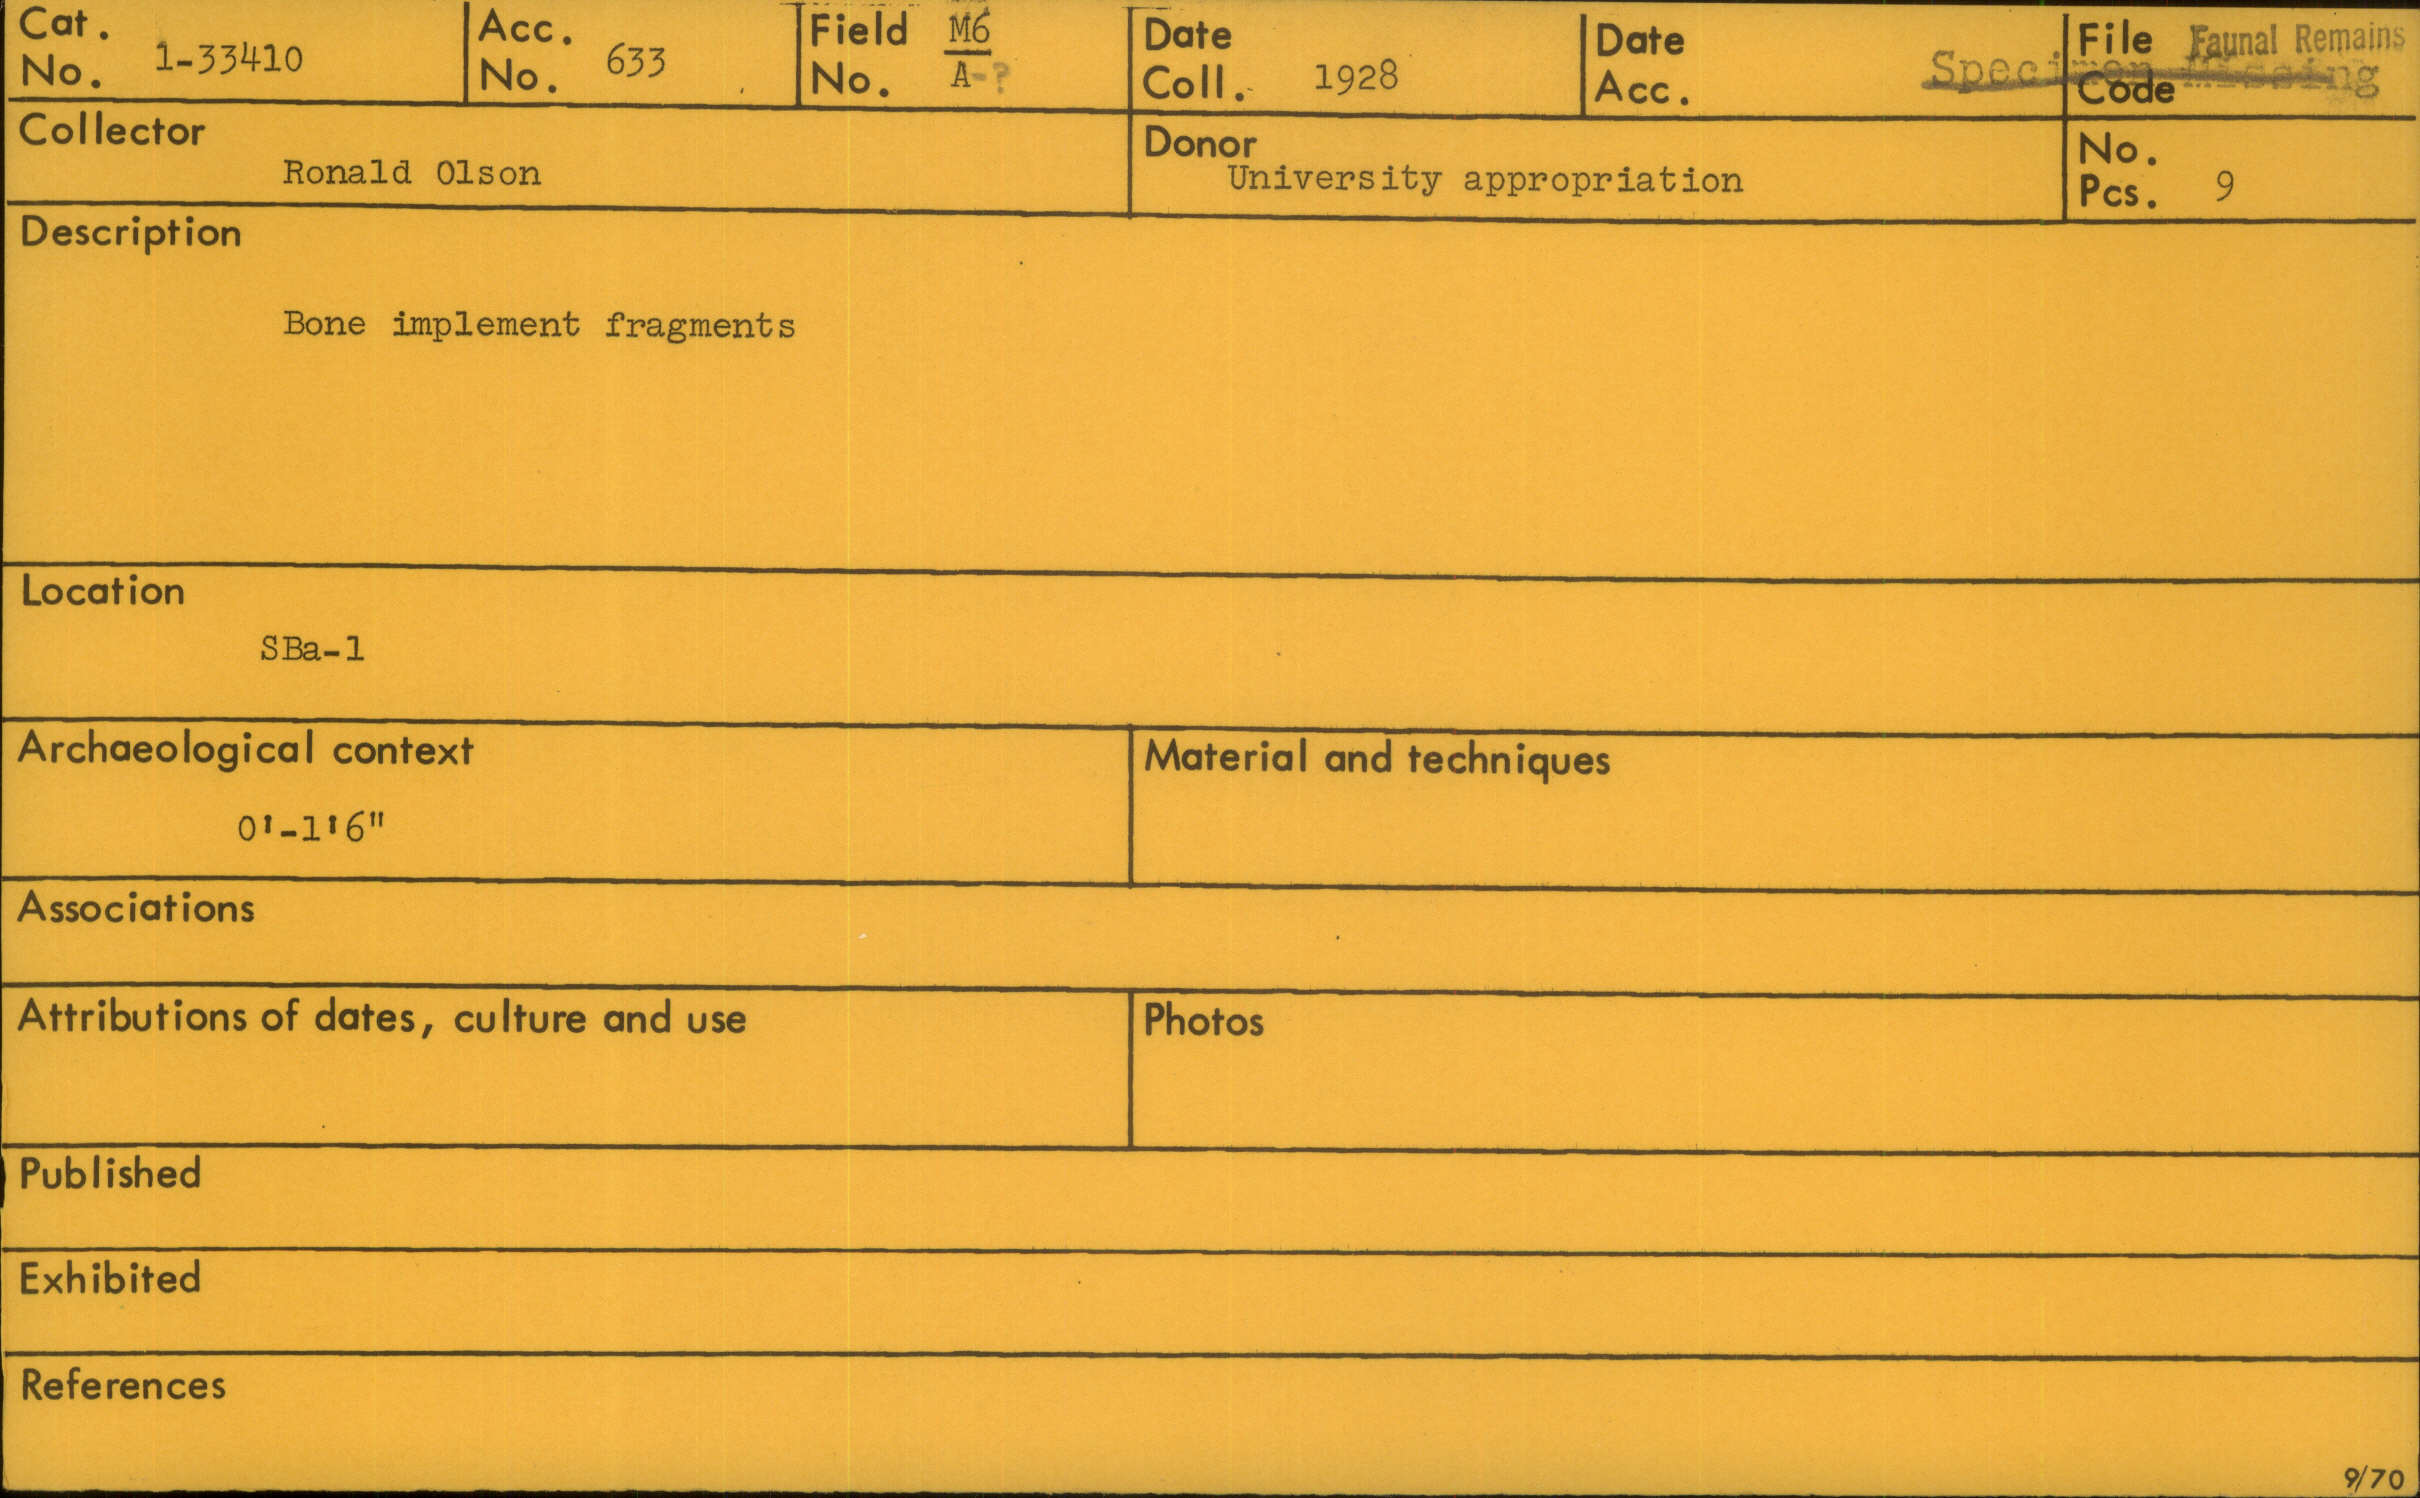 Cat. No. 1-33410
Acc. No. 633
Field No. M6 A-?
Date Coll. 1928
Date Acc.
File Code Faunal Remains
Specimen Missing
Collector
Ronald Olson
Donor
University appropriation
No. Pcs. 9
Description
Bone implement fragments
Location
SBa-1
Archaeological context
0'-1'6"
Material and techniques
Associations
Attributions of dates, culture and use
Photos
Published
Exhibited
References
9/70